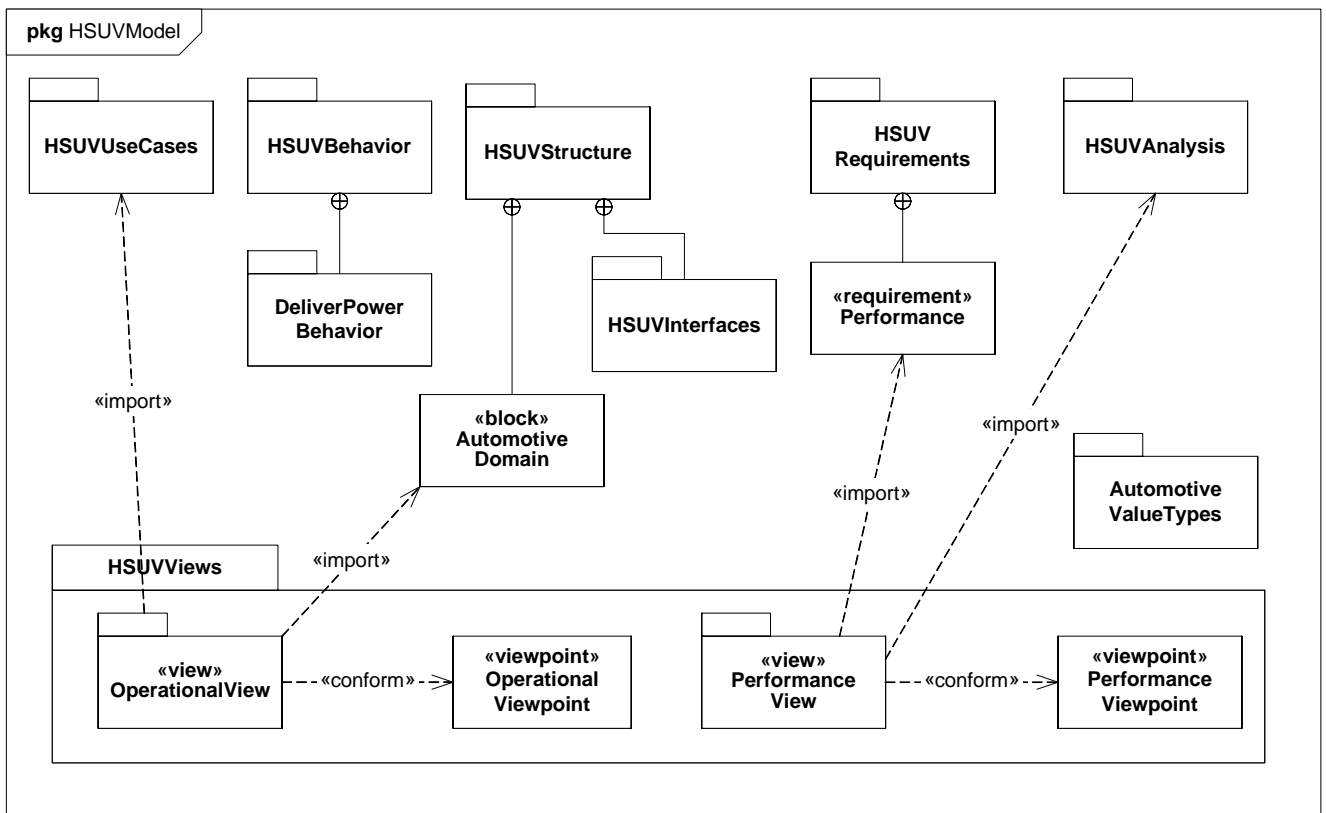 pkg HSUVModel
HSUVUseCases
HSUVBehavior
HSUVStructure
HSUV
Requirements
HSUVAnalysis
DeliverPower
Behavior
HSUVInterfaces
«requirement»
Performance
«import»
«block»
Automotive
Domain
«import»
«import»
Automotive
ValueTypes
«import»
HSUVViews
«view»
OperationalView
«conform»
«viewpoint»
Operational
Viewpoint
«view»
Performance
View
«conform»
«viewpoint»
Performance
Viewpoint